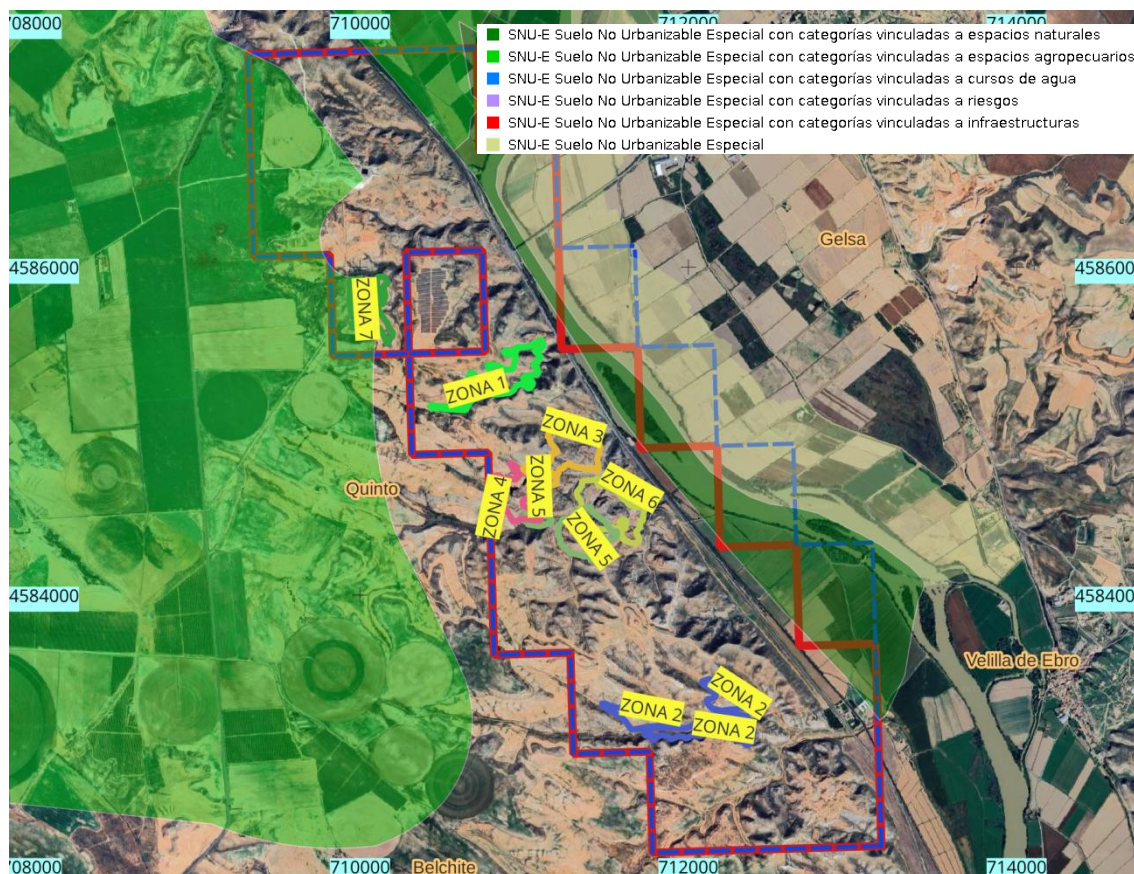 708000
710000
712000
714000
SNU-E Suelo No Urbanizable Especial con categorías vinculadas a espacios naturales
SNU-E Suelo No Urbanizable Especial con categorías vinculadas a espacios agropecuarios
SNU-E Suelo No Urbanizable Especial con categorías vinculadas a cursos de agua
SNU-E Suelo No Urbanizable Especial con categorías vinculadas a riesgos
SNU-E Suelo No Urbanizable Especial con categorías vinculadas a infraestructuras
SNU-E Suelo No Urbanizable Especial
Gelsa
4586000
458600
ZONA 7
ZONA 1
ZONA 3
Quinto
ZONA 4
ZONA 5
ZONA 6
ZONA 5
4584000
458400
Velilla de Ebro
ZONA 2
ZONA 2
ZONA 2
08000
710000
Belchite
712000
714000